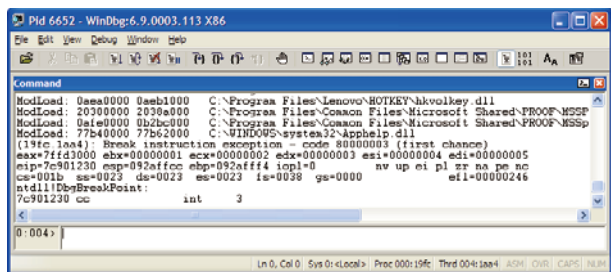 Pid 6652 - WinDbg:6.9.0003.113 X86
File Edit View Debug Window Help
101
101
A A
Command
ModLoad: 0aea0000 0aeb1000 C:\Program Files\Lenovo\HOTKEY\hkvolkey.dll
ModLoad: 20300000 2030a000 C:\Program Files\Common Files\Microsoft Shared\PROOF\MSSP
ModLoad: 0afe0000 0b2bc000 C:\Program Files\Common Files\Microsoft Shared\PROOF\MSSp
ModLoad: 77b40000 77b62000 C:\WINDOWS\system32\Apphelp.dll
(19fc.1aa4): Break instruction exception - code 80000003 (first chance)
eax=7ffd3000 ebx=00000001 ecx=00000002 edx=00000003 esi=00000004 edi=00000005
eip=7c901230 esp=092affcc ebp=092afff4 iopl=0 nv up ei pl zr na pe nc
cs=001b ss=0023 ds=0023 es=0023 fs=0038 gs=0000 efl=00000246
ntdll!DbgBreakPoint:
7c901230 cc int 3
0:004>
Ln 0, Col 0 Sys 0:<Local> Proc 000:19fc Thrd 004:1aa4 ASM OVR CAPS NUM